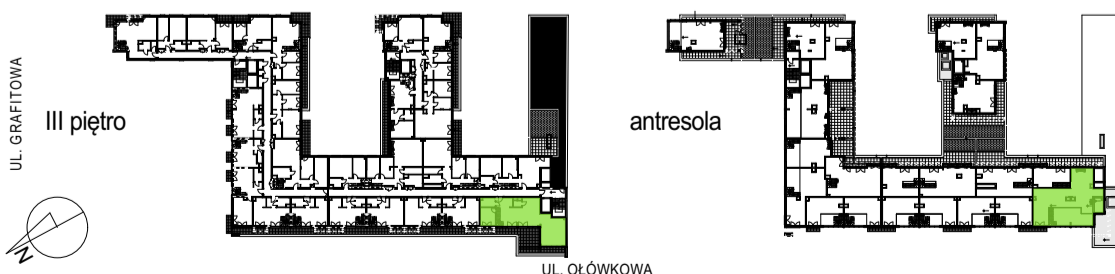 UL. GRAFITOWA
III piętro
antresola
N
UL. OŁÓWKOWA